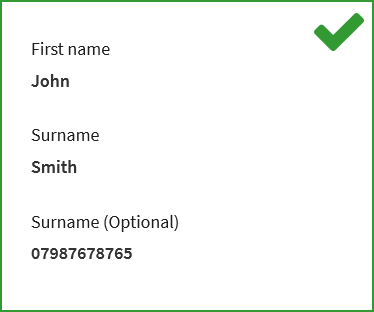 First name
John
Surname
Smith
Surname (Optional)
07987678765